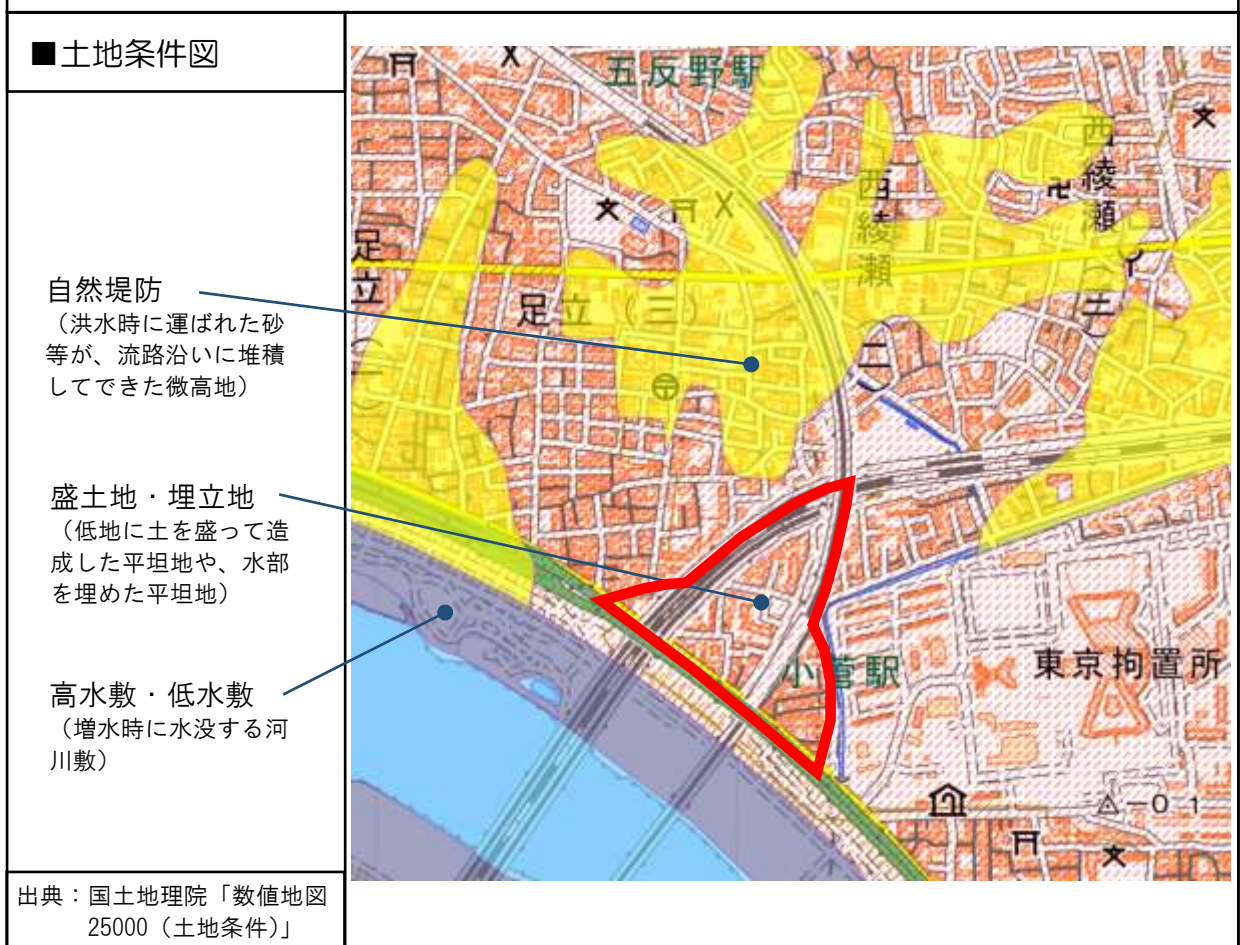 ■土地条件図
自然堤防
（洪水時に運ばれた砂
等が、流路沿いに堆積
してできた微高地）
盛土地・埋立地
（低地に土を盛って造
成した平坦地や、水部
を埋めた平坦地）
高水敷・低水敷
（増水時に水没する河
川敷）
出典：国土地理院「数値地図
25000（土地条件）」
五反野駅
西綾瀬
西綾瀬（三）
足立
足立（三）
（二）
小菅駅
東京拘置所
－０１